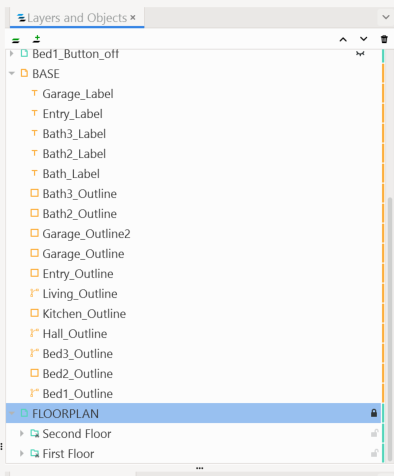 Layers and Objects
Bed1_Button_off
BASE
Garage_Label
Entry_Label
Bath3_Label
Bath2_Label
Bath_Label
Bath3_Outline
Bath2_Outline
Garage_Outline2
Garage_Outline
Entry_Outline
Living_Outline
Kitchen_Outline
Hall_Outline
Bed3_Outline
Bed2_Outline
Bed1_Outline
FLOORPLAN
Second Floor
First Floor